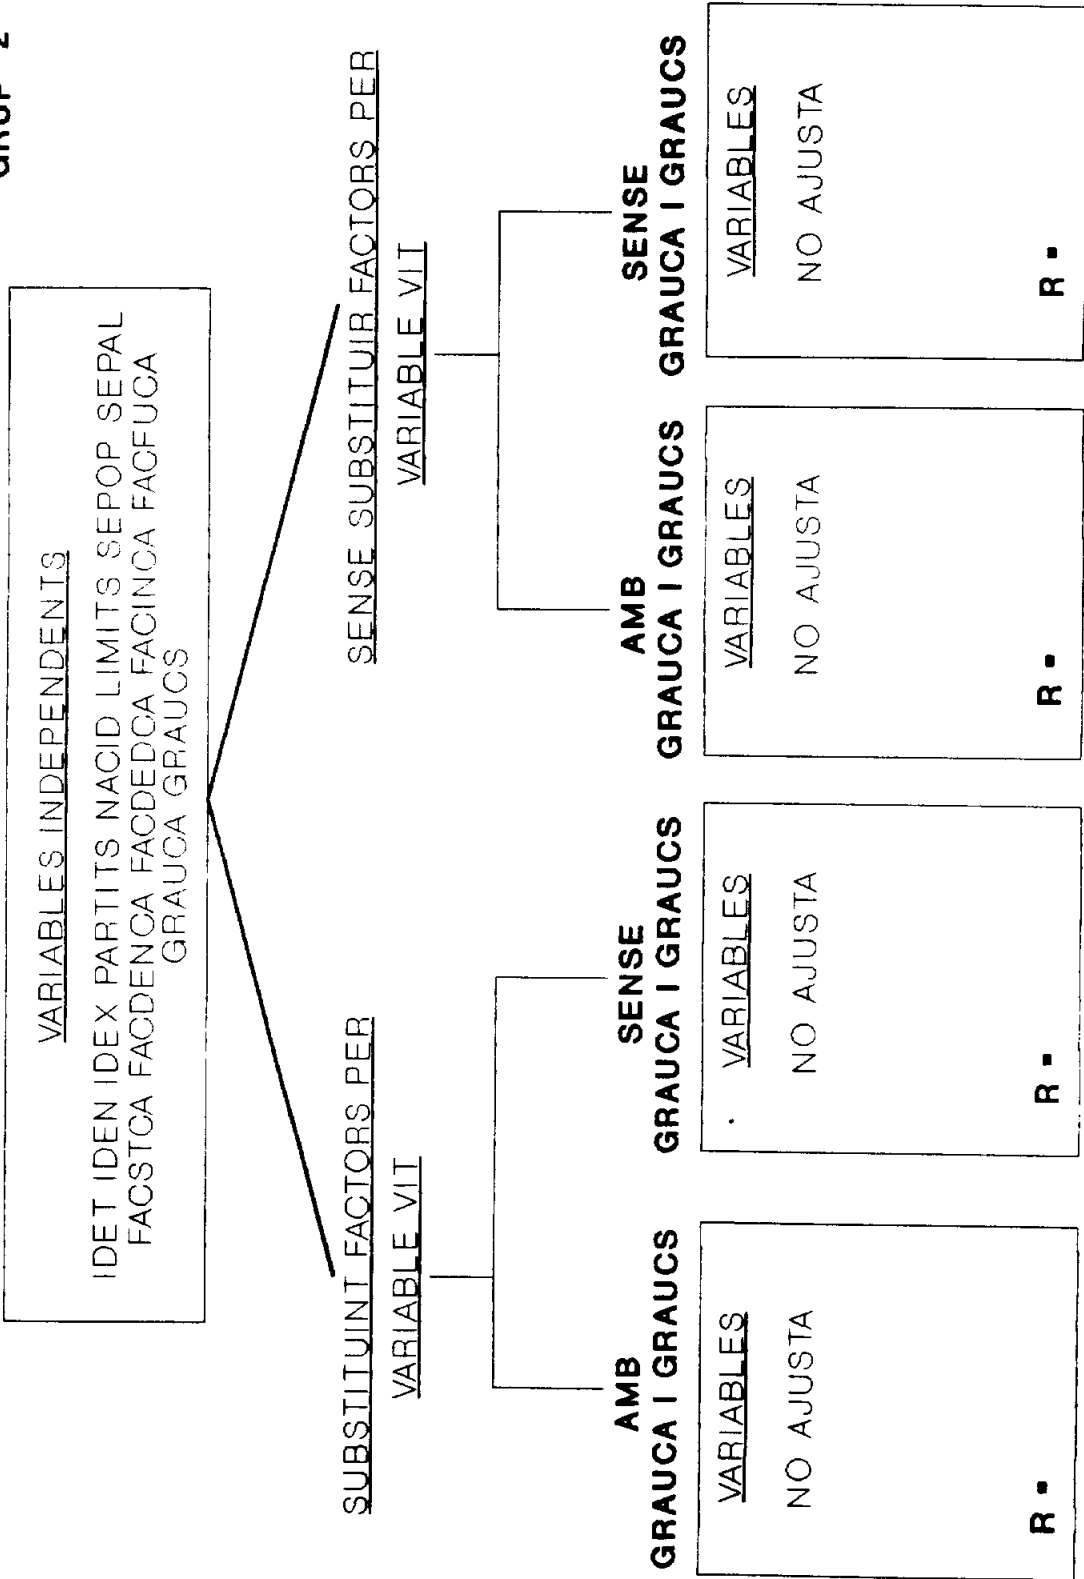 GRUP 2
VARIABLES INDEPENDENTS
IDET IDEN IDEX PARTITS NACID LIMITS SEPOP SEPAL
FACSTCA FACDENCA FACDEDCA FACINCA FACFUCA
GRAUCA GRAUCS
SUBSTITUINT FACTORS PER
VARIABLE VIT
SENSE SUBSTITUIR FACTORS PER
VARIABLE VIT
AMB
GRAUCA I GRAUCS
SENSE
GRAUCA I GRAUCS
AMB
GRAUCA I GRAUCS
SENSE
GRAUCA I GRAUCS
VARIABLES
NO AJUSTA
R =
VARIABLES
NO AJUSTA
R =
VARIABLES
NO AJUSTA
R =
VARIABLES
NO AJUSTA
R =